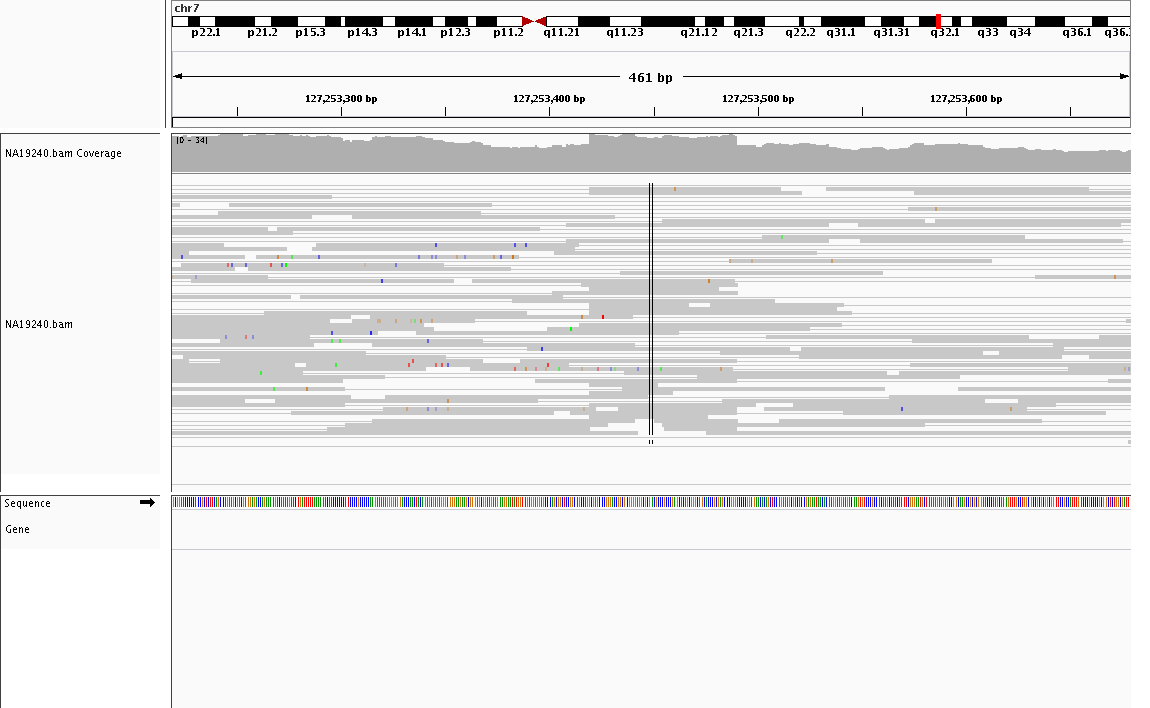 chr7
p22.1 p21.2 p15.3 p14.3 p14.1 p12.3 p11.2 q11.21 q11.23 q21.12 q21.3 q22.2 q31.1 q31.31 q32.1 q33 q34 q36.1 q36.
461 bp
127,253,300 bp 127,253,400 bp 127,253,500 bp 127,253,600 bp
[0 - 34]
NA19240.bam Coverage
NA19240.bam
Sequence
Gene